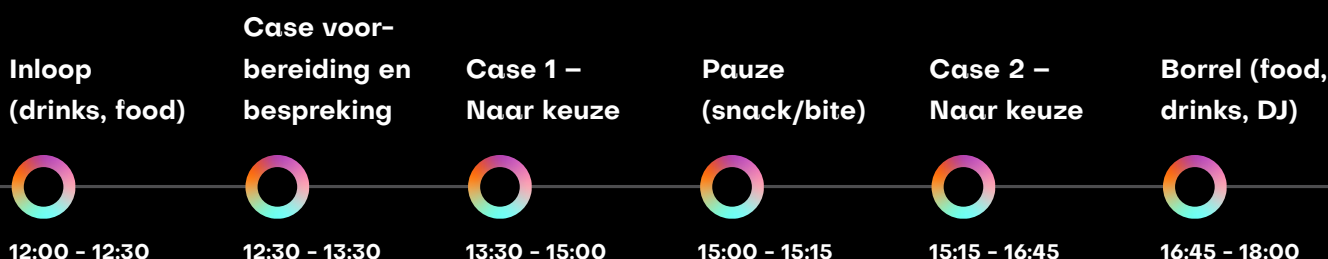 Inloop
(drinks, food)
12:00 – 12:30
Case voor-
bereiding en
bespreking
12:30 – 13:30
Case 1 –
Naar keuze
13:30 – 15:00
Pauze
(snack/bite)
15:00 – 15:15
Case 2 –
Naar keuze
15:15 – 16:45
Borrel (food,
drinks, DJ)
16:45 – 18:00